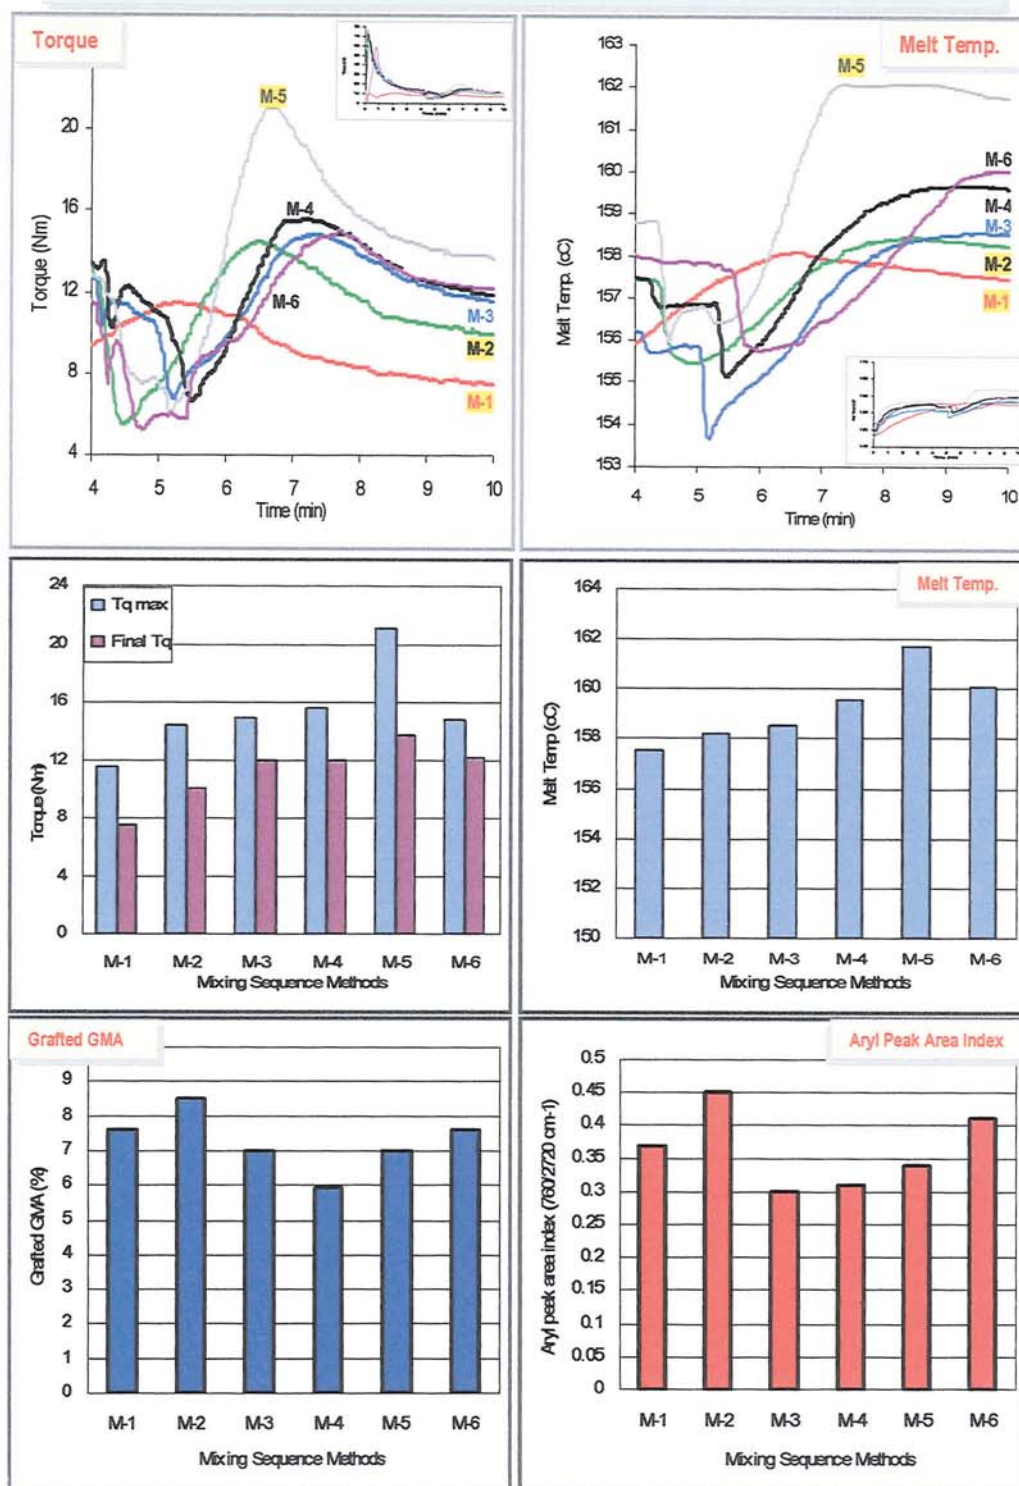 Torque
M-5
M-4
M-6
M-3
M-2
M-1
20
16
12
8
4
Torque (Nm)
4 5 6 7 8 9 10
Time (min)
Melt Temp.
M-5
M-6
M-4
M-3
M-2
M-1
163
162
161
160
159
158
157
156
155
154
153
Melt Temp. (oC)
4 5 6 7 8 9 10
Time (min)
Tq max
Final Tq
24
20
16
12
8
4
0
Torque (Nm)
M-1 M-2 M-3 M-4 M-5 M-6
Mixing Sequence Methods
Melt Temp.
164
162
160
158
156
154
152
150
Melt Temp (oC)
M-1 M-2 M-3 M-4 M-5 M-6
Mixing Sequence Methods
Grafted GMA
9
8
7
6
5
4
3
2
1
0
Grafted GMA (%)
M-1 M-2 M-3 M-4 M-5 M-6
Mixing Sequence Methods
Aryl Peak Area Index
0.5
0.45
0.4
0.35
0.3
0.25
0.2
0.15
0.1
0.05
0
Aryl peak area index (760/2720 cm-1)
M-1 M-2 M-3 M-4 M-5 M-6
Mixing Sequence Methods